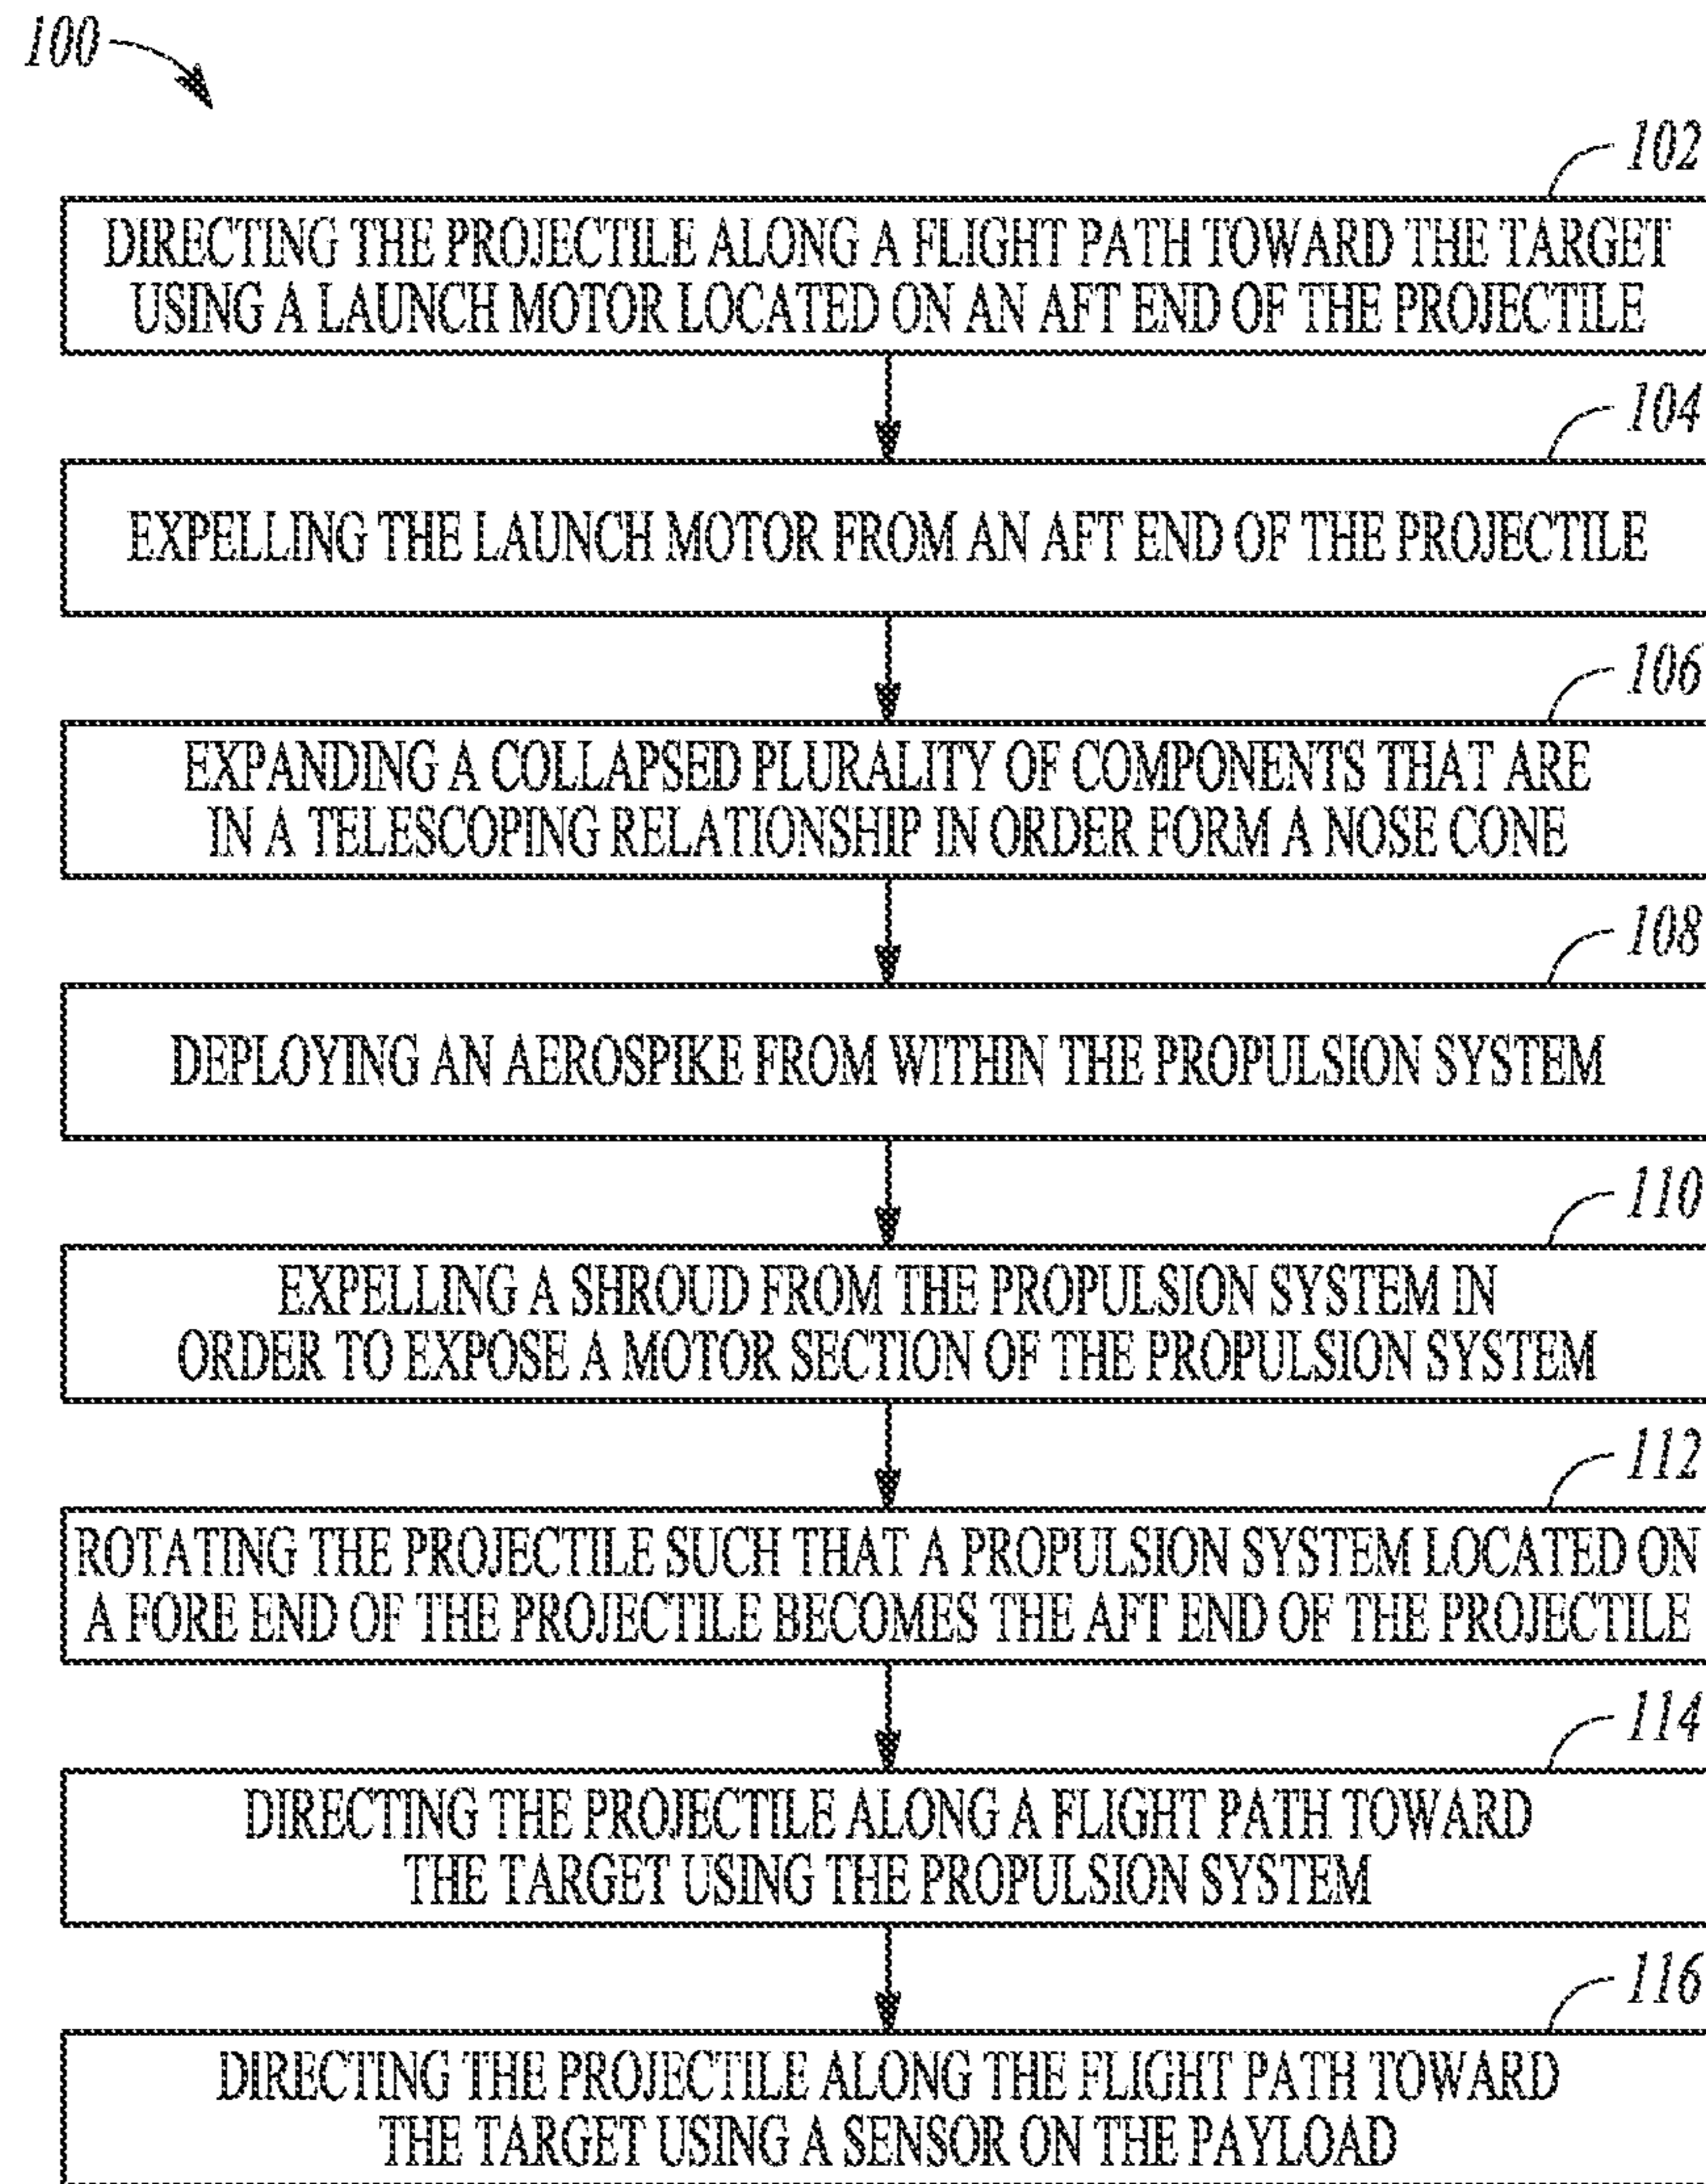 100
102
DIRECTING THE PROJECTILE ALONG A FLIGHT PATH TOWARD THE TARGET
USING A LAUNCH MOTOR LOCATED ON AN AFT END OF THE PROJECTILE
104
EXPELLING THE LAUNCH MOTOR FROM AN AFT END OF THE PROJECTILE
106
EXPANDING A COLLAPSED PLURALITY OF COMPONENTS THAT ARE
IN A TELESCOPING RELATIONSHIP IN ORDER FORM A NOSE CONE
108
DEPLOYING AN AEROSPIKE FROM WITHIN THE PROPULSION SYSTEM
110
EXPELLING A SHROUD FROM THE PROPULSION SYSTEM IN
ORDER TO EXPOSE A MOTOR SECTION OF THE PROPULSION SYSTEM
112
ROTATING THE PROJECTILE SUCH THAT A PROPULSION SYSTEM LOCATED ON
A FORE END OF THE PROJECTILE BECOMES THE AFT END OF THE PROJECTILE
114
DIRECTING THE PROJECTILE ALONG A FLIGHT PATH TOWARD
THE TARGET USING THE PROPULSION SYSTEM
116
DIRECTING THE PROJECTILE ALONG THE FLIGHT PATH TOWARD
THE TARGET USING A SENSOR ON THE PAYLOAD